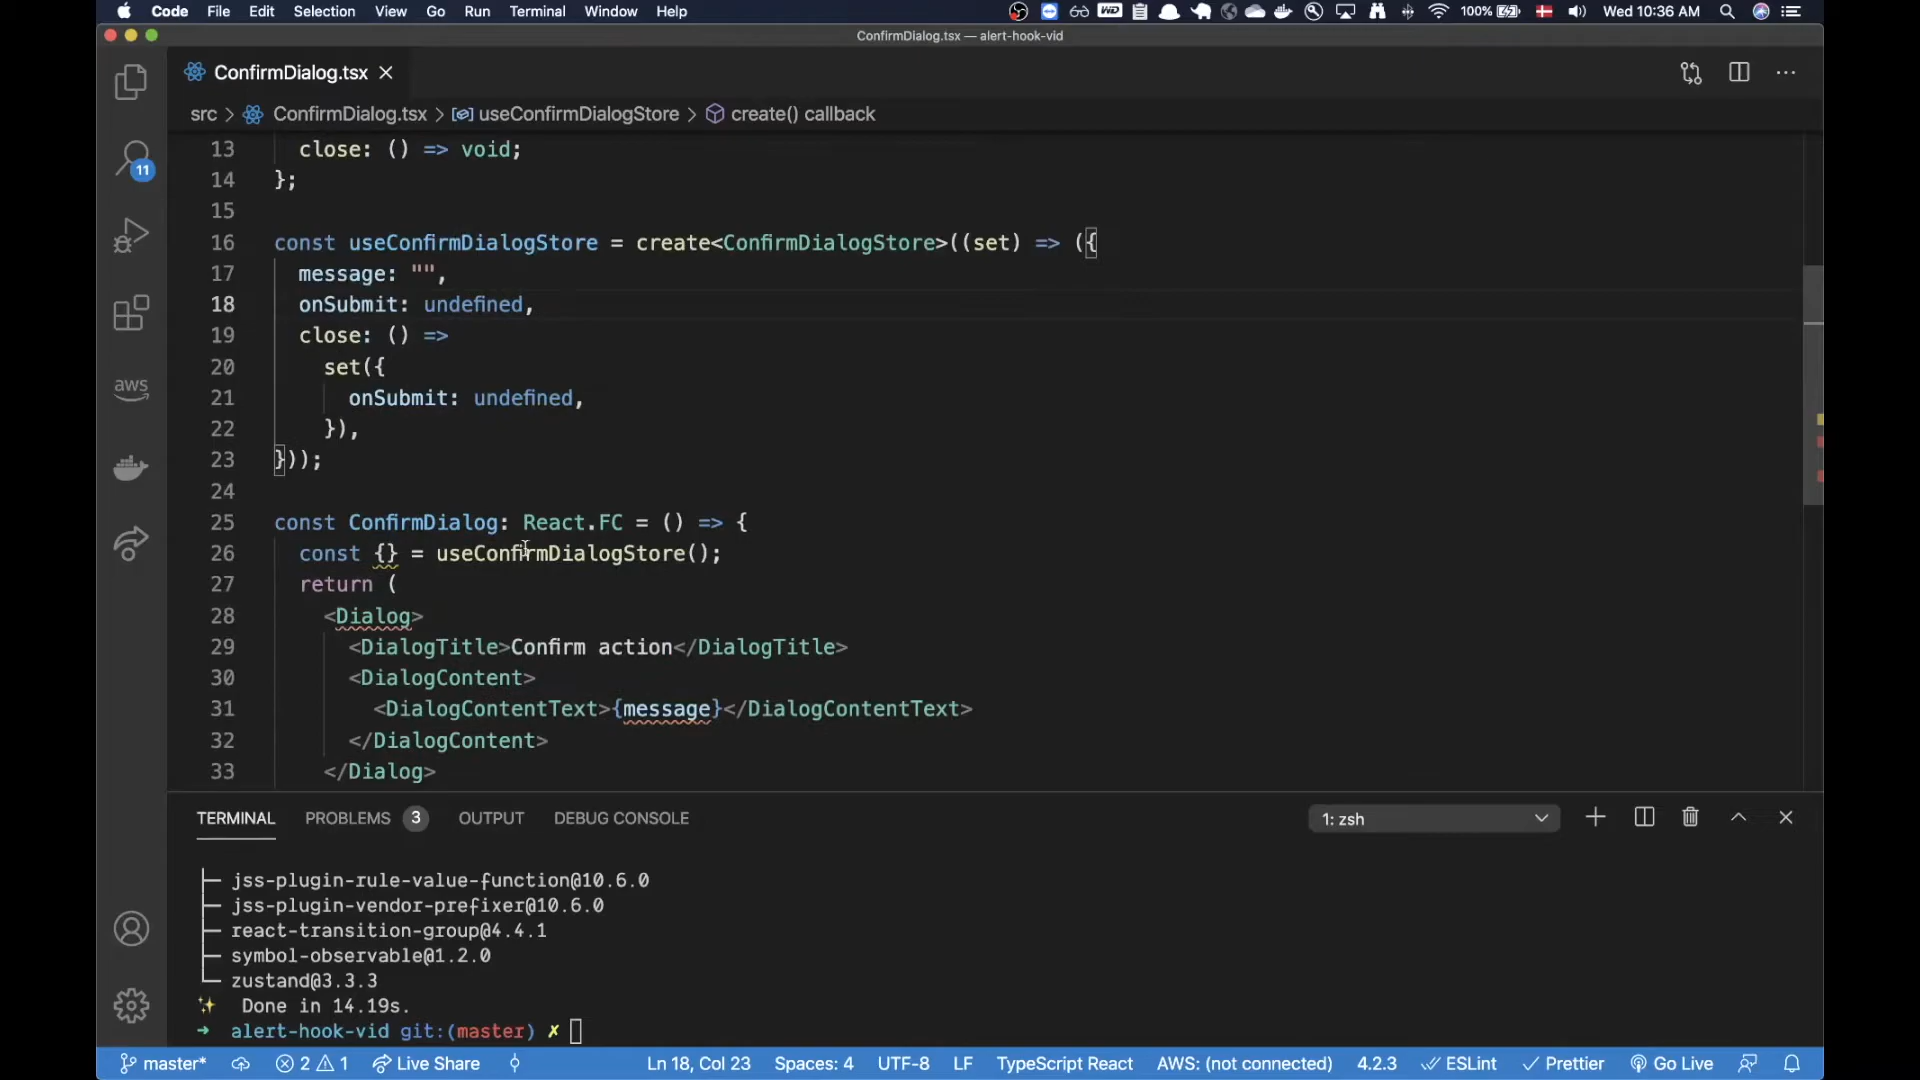 Code File Edit Selection View Go Run Terminal Window Help 100% Wed 10:36 AM
ConfirmDialog.tsx — alert-hook-vid
ConfirmDialog.tsx
src > ConfirmDialog.tsx > useConfirmDialogStore > create() callback
11
aws
13 close: () => void;
14 };
15
16 const useConfirmDialogStore = create<ConfirmDialogStore>((set) => ({
17 message: "",
18 onSubmit: undefined,
19 close: () =>
20 set({
21 onSubmit: undefined,
22 }),
23 }));
24
25 const ConfirmDialog: React.FC = () => {
26 const {} = useConfirmDialogStore();
27 return (
28 <Dialog>
29 <DialogTitle>Confirm action</DialogTitle>
30 <DialogContent>
31 <DialogContentText>{message}</DialogContentText>
32 </DialogContent>
33 </Dialog>
TERMINAL PROBLEMS 3 OUTPUT DEBUG CONSOLE 1: zsh
├─ jss-plugin-rule-value-function@10.6.0
├─ jss-plugin-vendor-prefixer@10.6.0
├─ react-transition-group@4.4.1
├─ symbol-observable@1.2.0
└─ zustand@3.3.3
✨ Done in 14.19s.
➜ alert-hook-vid git:(master) ✗
master* 2 1 Live Share Ln 18, Col 23 Spaces: 4 UTF-8 LF TypeScript React AWS: (not connected) 4.2.3 ESLint Prettier Go Live